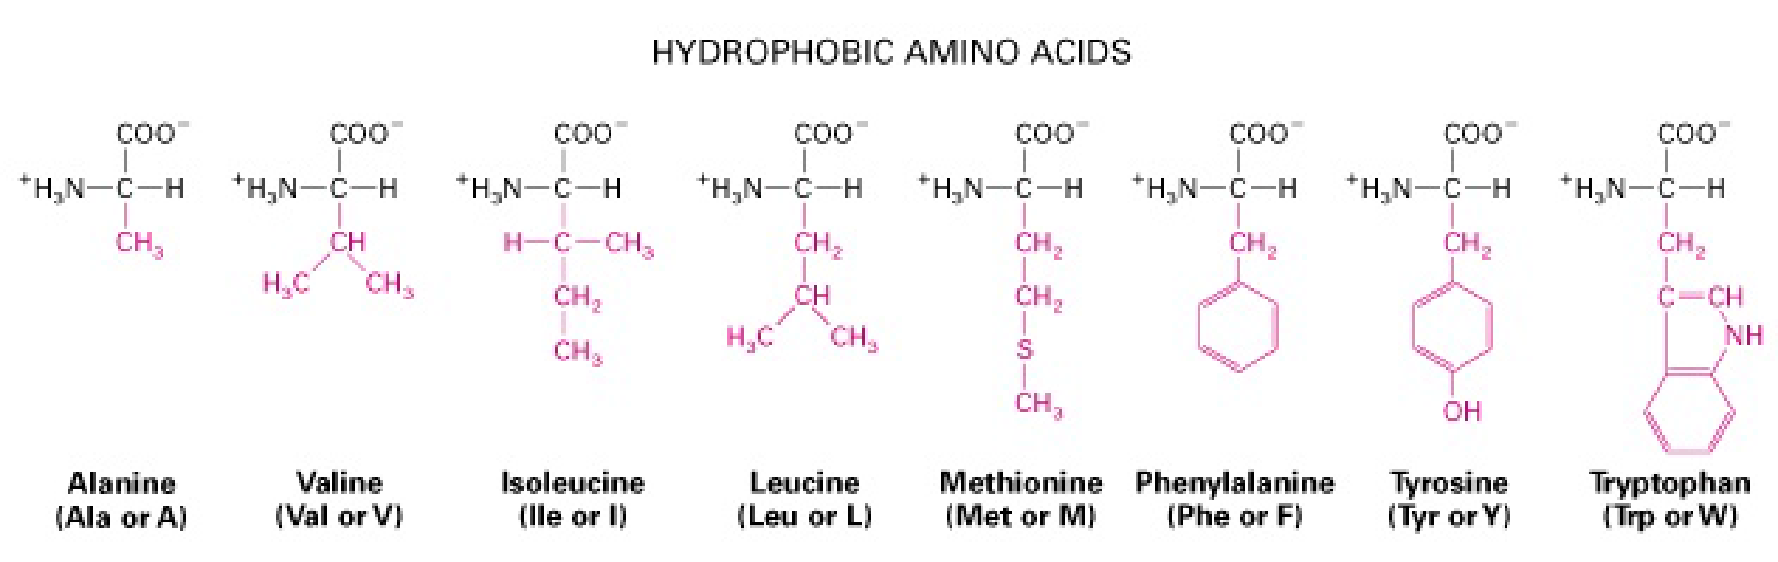 HYDROPHOBIC AMINO ACIDS
COO⁻ COO⁻ COO⁻ COO⁻ COO⁻ COO⁻ COO⁻ COO⁻
⁺H₃N—C—H ⁺H₃N—C—H ⁺H₃N—C—H ⁺H₃N—C—H ⁺H₃N—C—H ⁺H₃N—C—H ⁺H₃N—C—H ⁺H₃N—C—H
CH₃ CH H—C—CH₃ CH₂ CH₂ CH₂ CH₂ CH₂
H₃C CH₃ CH₂ CH CH₂ C=CH
NH
CH₃ H₃C CH₃ S
CH₃ OH
Alanine Valine Isoleucine Leucine Methionine Phenylalanine Tyrosine Tryptophan
(Ala or A) (Val or V) (Ile or I) (Leu or L) (Met or M) (Phe or F) (Tyr or Y) (Trp or W)